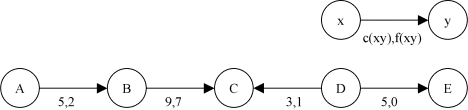 x y
c(xy),f(xy)
A B C D E
5,2 9,7 3,1 5,0